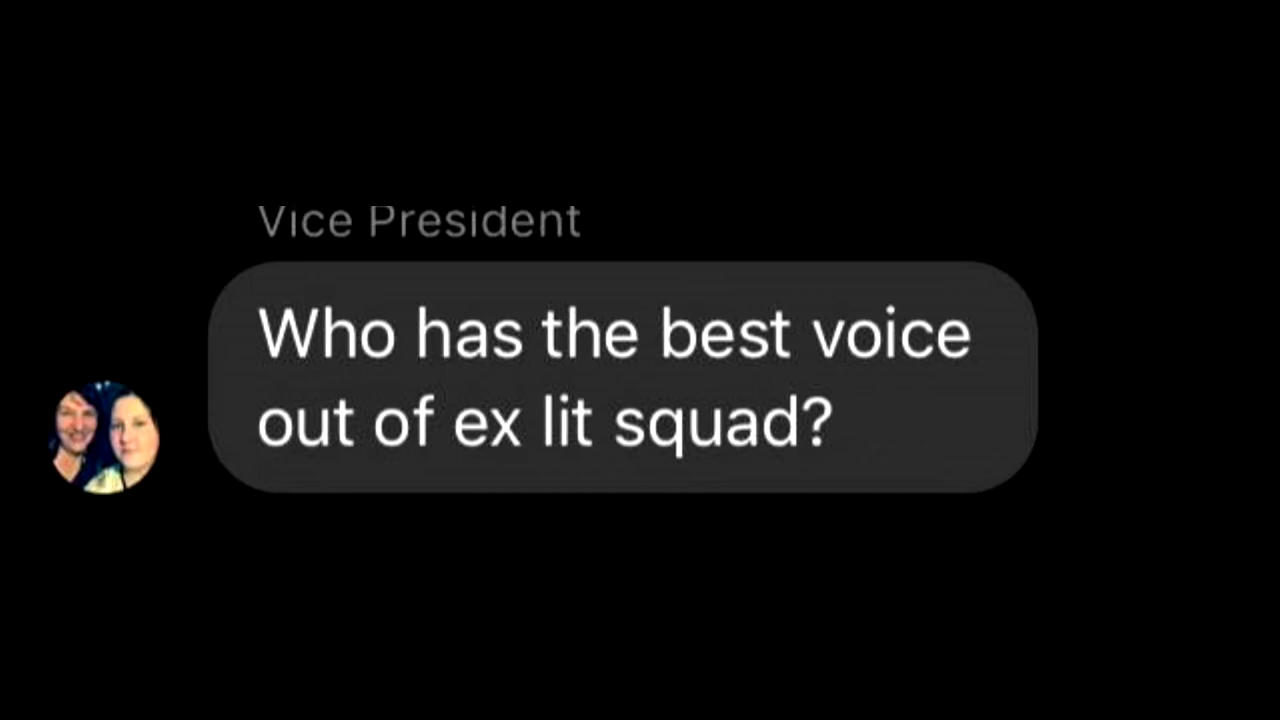 Vice President
Who has the best voice
out of ex lit squad?